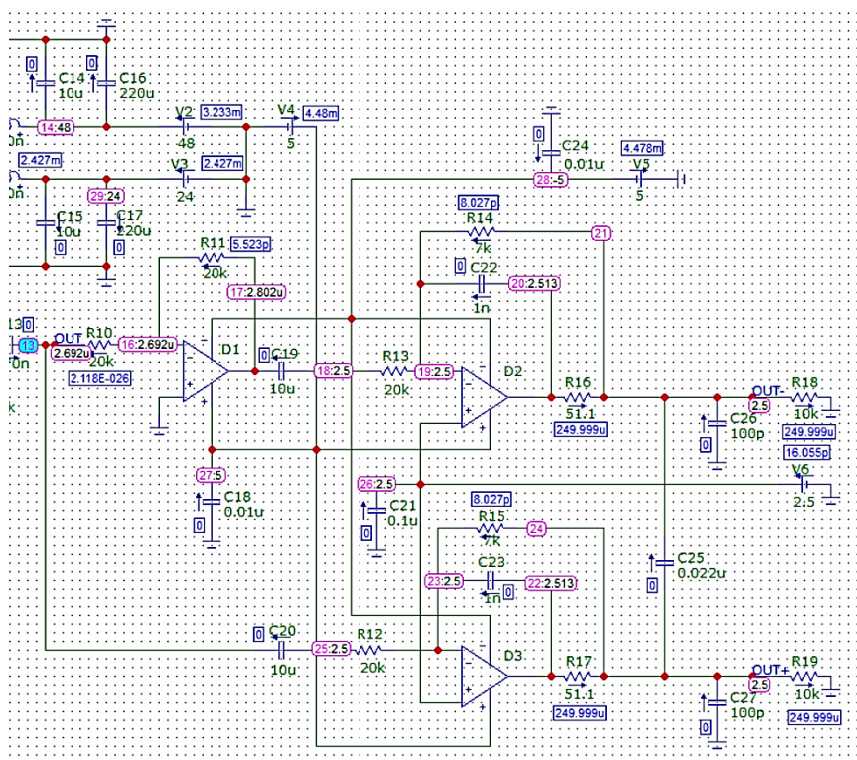 0
C14
10u
0
C16
220u
14:48
0n
V2
3.233m
48
V4
4.48m
5
2.427m
V3
2.427m
24
0n
29:24
C15
10u
0
C17
220u
0
0
C24
0.01u
28:-5
4.478m
V5
5
8.027p
R14
7k
21
0
C22
1n
20:2.513
R11
5.523p
20k
17:2.802u
13
0
13
0n
OUT
2.692u
R10
20k
2.118E-026
16:2.692u
D1
0
C19
10u
18:2.5
R13
20k
19:2.5
D2
R16
51.1
249.999u
OUT-
2.5
R18
10k
249.999u
C26
100p
0
16.055p
V6
2.5
k
27:5
C18
0.01u
0
26:2.5
C21
0.1u
0
8.027p
R15
7k
24
C23
1n
0
23:2.5
22:2.513
C25
0.022u
0
0
C20
10u
25:2.5
R12
20k
D3
R17
51.1
249.999u
OUT+
2.5
R19
10k
249.999u
C27
100p
0